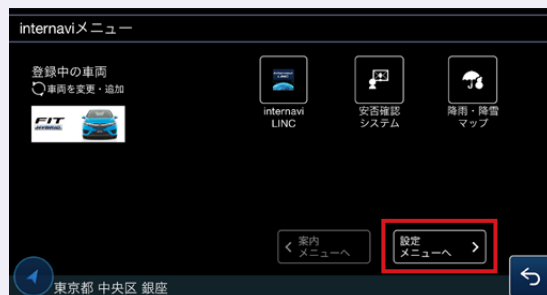 internaviメニュー
登録中の車両
車両を変更・追加
FIT
HYBRID
internavi
LINC
安否確認
システム
降雨・降雪
マップ
案内
メニューへ
設定
メニューへ
東京都 中央区 銀座